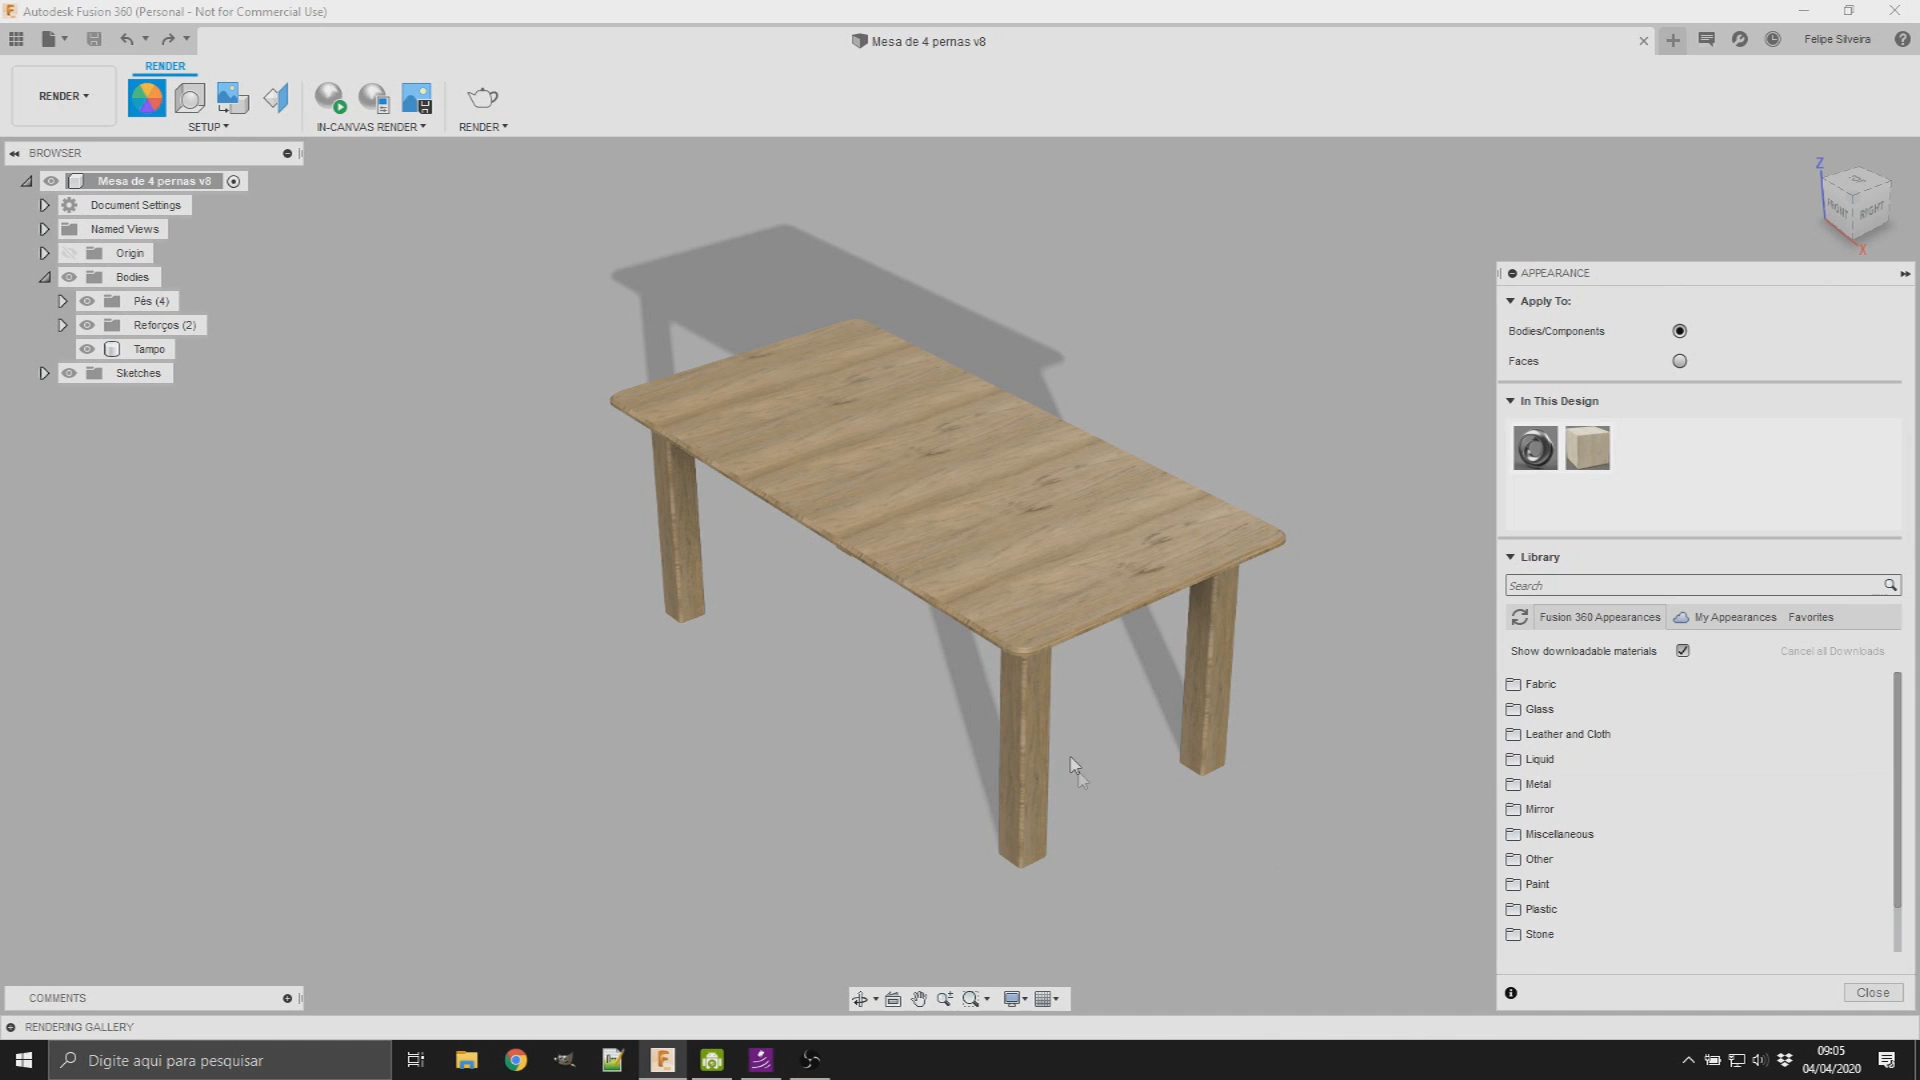 Autodesk Fusion 360 (Personal - Not for Commercial Use)
Mesa de 4 pernas v8
Felipe Silveira
RENDER
RENDER
SETUP
IN-CANVAS RENDER
RENDER
BROWSER
Mesa de 4 pernas v8
Document Settings
Named Views
Origin
Bodies
Pés (4)
Reforços (2)
Tampo
Sketches
Z
FRONT
RIGHT
X
APPEARANCE
Apply To:
Bodies/Components
Faces
In This Design
Library
Search
Fusion 360 Appearances
My Appearances
Favorites
Show downloadable materials
Cancel all Downloads
Fabric
Glass
Leather and Cloth
Liquid
Metal
Mirror
Miscellaneous
Other
Paint
Plastic
Stone
Close
COMMENTS
RENDERING GALLERY
Digite aqui para pesquisar
09:05
04/04/2020